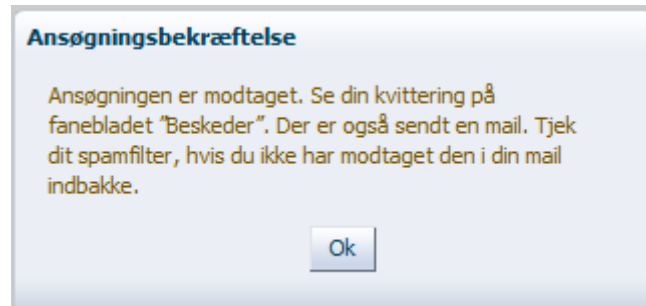 Ansøgningsbekræftelse
Ansøgningen er modtaget. Se din kvittering på
fanebladet ”Beskeder”. Der er også sendt en mail. Tjek
dit spamfilter, hvis du ikke har modtaget den i din mail
indbakke.
Ok